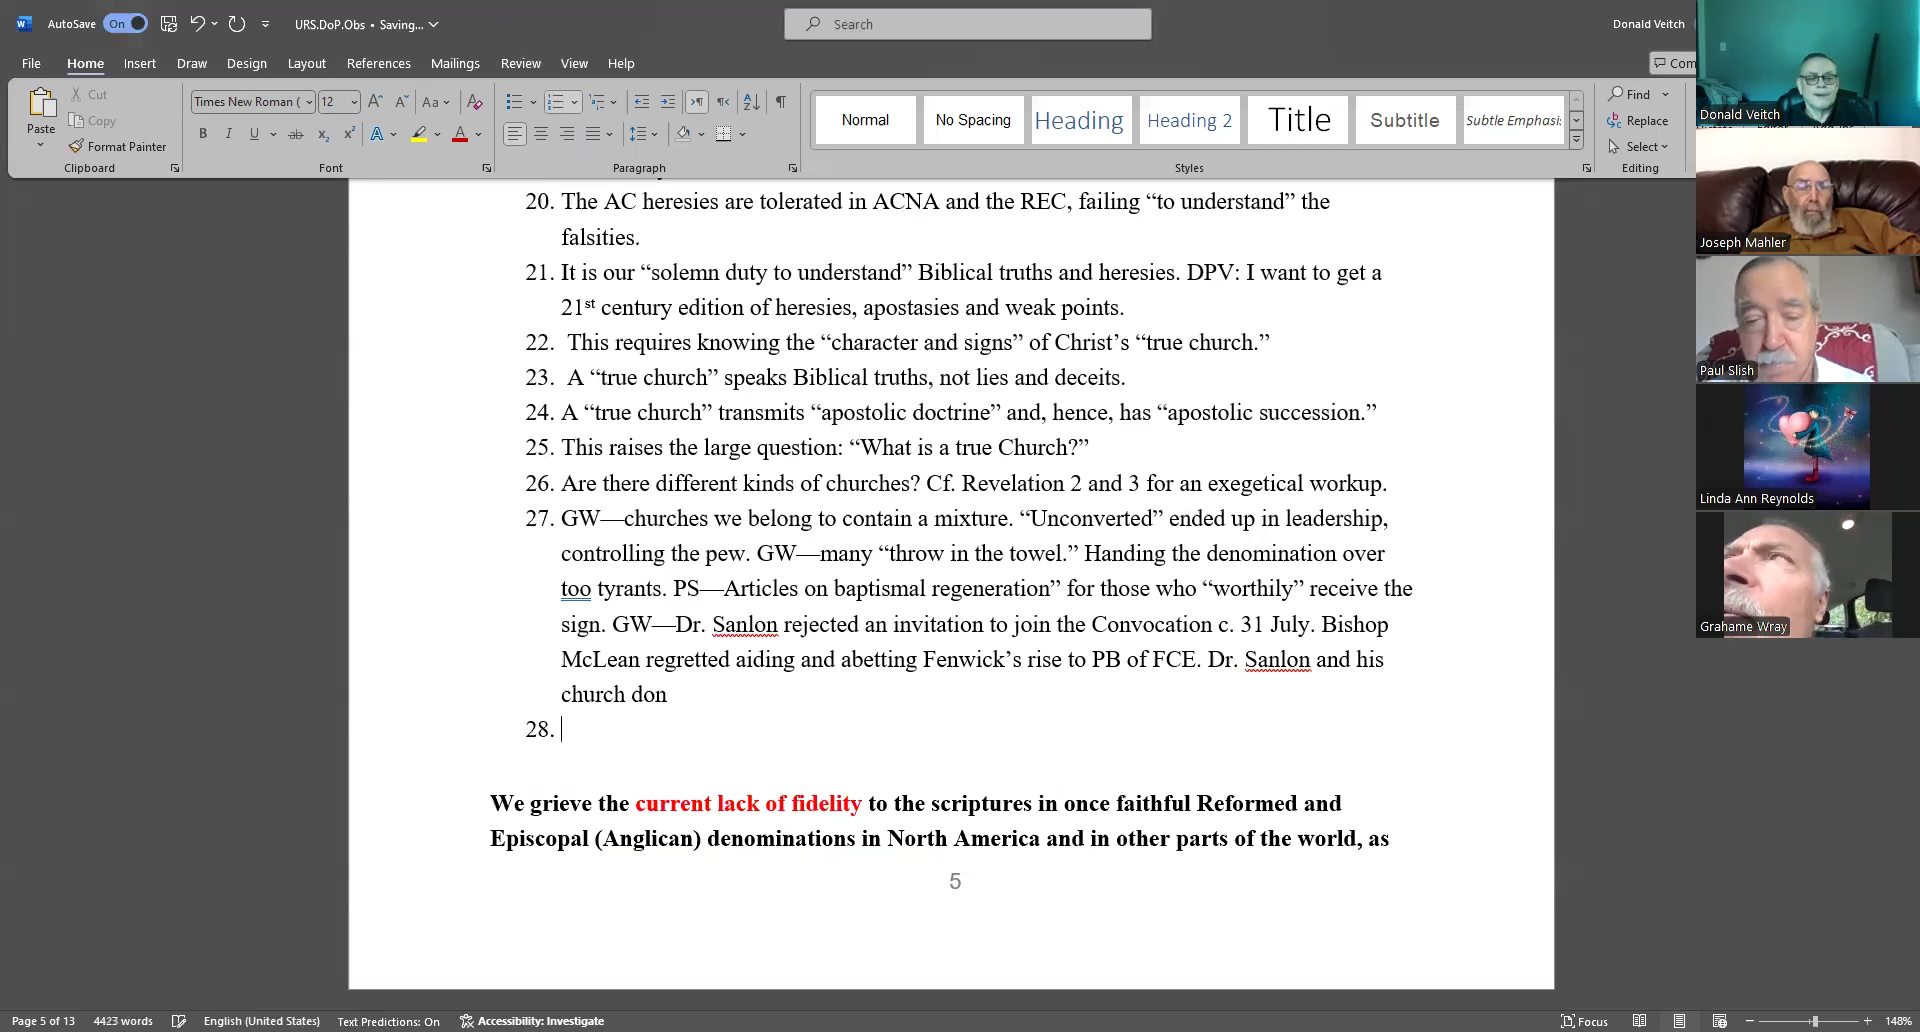 AutoSave On URS.DoP.Obs • Saving... Search Donald Veitch
File Home Insert Draw Design Layout References Mailings Review View Help Com
Paste Cut Copy Format Painter Clipboard
Times New Roman ( 12 Aa Font
B I U ab x₂ x² A A
Paragraph
Normal No Spacing Heading Heading 2 Title Subtitle Subtle Emphasi: Styles
Find Replace Select Editing
20. The AC heresies are tolerated in ACNA and the REC, failing “to understand” the
falsities.
21. It is our “solemn duty to understand” Biblical truths and heresies. DPV: I want to get a
21st century edition of heresies, apostasies and weak points.
22. This requires knowing the “character and signs” of Christ’s “true church.”
23. A “true church” speaks Biblical truths, not lies and deceits.
24. A “true church” transmits “apostolic doctrine” and, hence, has “apostolic succession.”
25. This raises the large question: “What is a true Church?”
26. Are there different kinds of churches? Cf. Revelation 2 and 3 for an exegetical workup.
27. GW—churches we belong to contain a mixture. “Unconverted” ended up in leadership,
controlling the pew. GW—many “throw in the towel.” Handing the denomination over
too tyrants. PS—Articles on baptismal regeneration” for those who “worthily” receive the
sign. GW—Dr. Sanlon rejected an invitation to join the Convocation c. 31 July. Bishop
McLean regretted aiding and abetting Fenwick’s rise to PB of FCE. Dr. Sanlon and his
church don
28.
We grieve the current lack of fidelity to the scriptures in once faithful Reformed and
Episcopal (Anglican) denominations in North America and in other parts of the world, as
5
Donald Veitch
Joseph Mahler
Paul Slish
Linda Ann Reynolds
Grahame Wray
Page 5 of 13 4423 words English (United States) Text Predictions: On Accessibility: Investigate Focus 148%